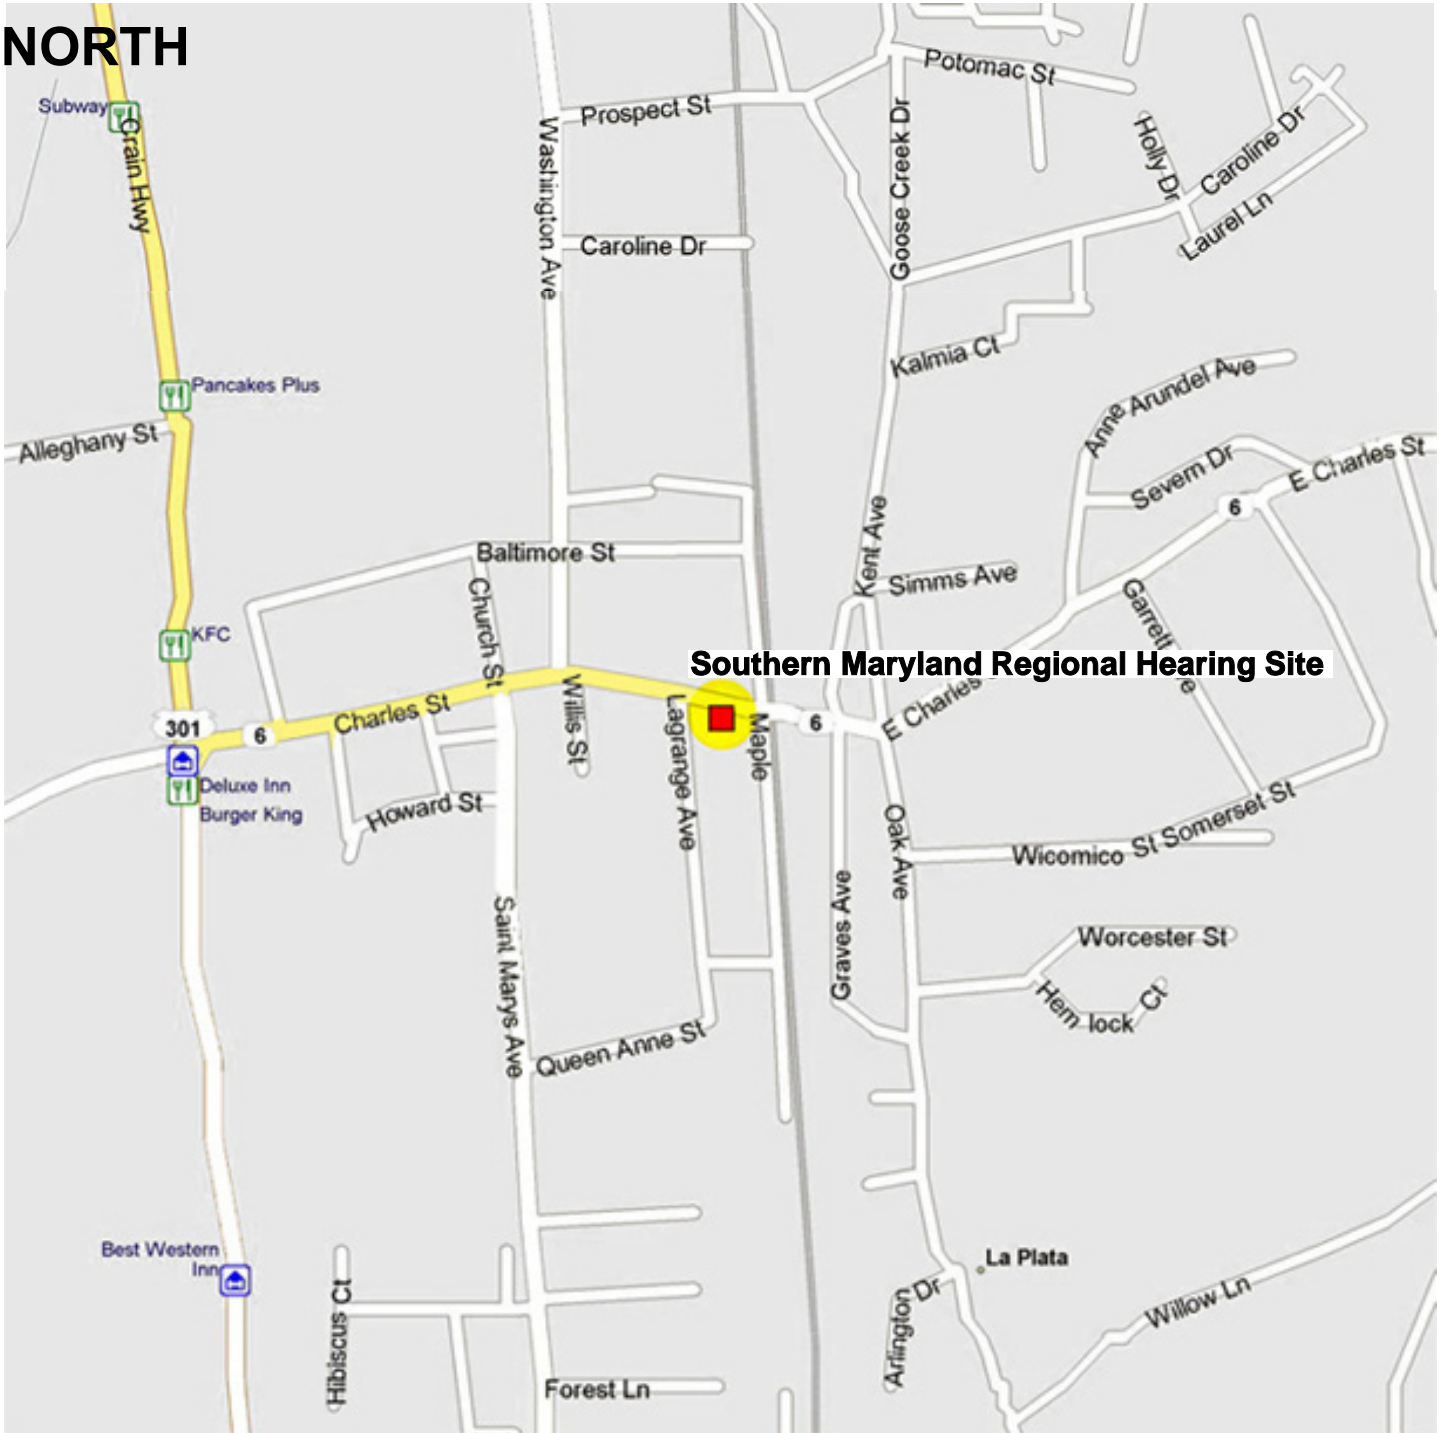 NORTH
Subway
Crain Hwy
Prospect St
Washington Ave
Potomac St
Goose Creek Dr
Holly Dr
Caroline Dr
Laurel Ln
Caroline Dr
Kalmia Ct
Pancakes Plus
Alleghany St
Anne Arundel Ave
Severn Dr
E Charles St
6
Kent Ave
Simms Ave
Baltimore St
Church St
Garrett
KFC
Southern Maryland Regional Hearing Site
301
6
Charles St
Willis St
Lagrange Ave
Maple
6
E Charles
Deluxe Inn
Burger King
Howard St
Oak Ave
Wicomico St
Somerset St
Graves Ave
Saint Marys Ave
Worcester St
Hem lock Ct
Queen Anne St
Best Western
Inn
Hibiscus Ct
La Plata
Arlington Dr
Willow Ln
Forest Ln